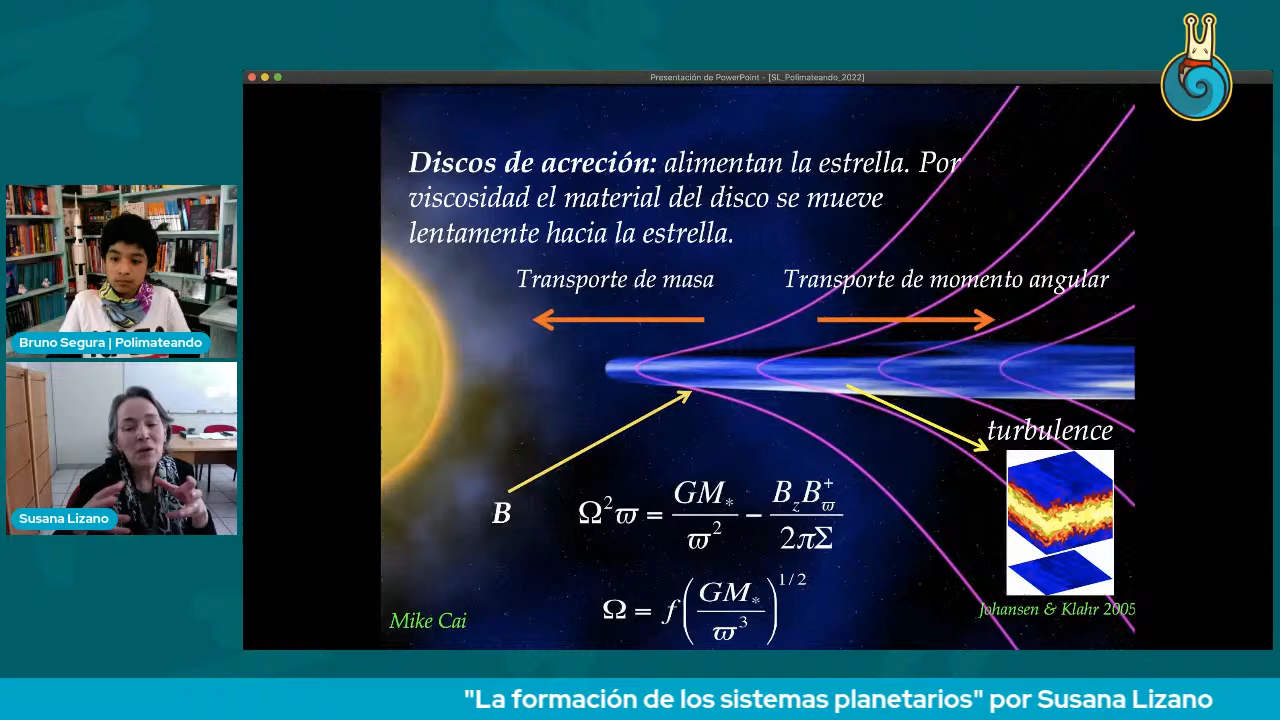 Presentación de PowerPoint - [SL_Polimateando_2022]
Discos de acreción: alimentan la estrella. Por
viscosidad el material del disco se mueve
lentamente hacia la estrella.
Transporte de masa
Transporte de momento angular
turbulence
B
Ω²ϖ = GM* / ϖ² − B_z B_ϖ^+ / 2πΣ
Ω = f(GM* / ϖ³)^1/2
Mike Cai
Johansen & Klahr 2005
Bruno Segura | Polimateando
Susana Lizano
"La formación de los sistemas planetarios" por Susana Lizano